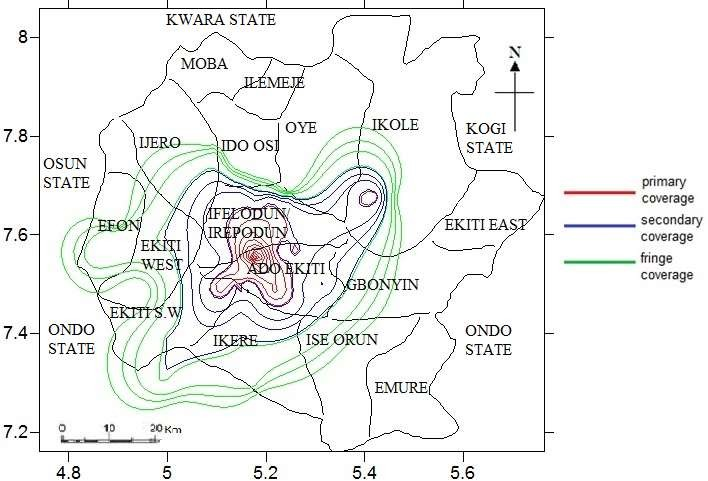 KWARA STATE
8
MOBA
N
ILEMEJE
7.8
IJERO
IDO OSI
OYE
IKOLE
KOGI
STATE
OSUN
STATE
primary
coverage
secondary
coverage
fringe
coverage
IFELODUN/
IREPODUN
EFON
EKITI EAST
7.6
EKITI
WEST
ADO EKITI
GBONYIN
EKITI S.W
ONDO
STATE
7.4
IKERE
ISE ORUN
ONDO
STATE
EMURE
7.2
0 10 20 Km
4.8 5 5.2 5.4 5.6